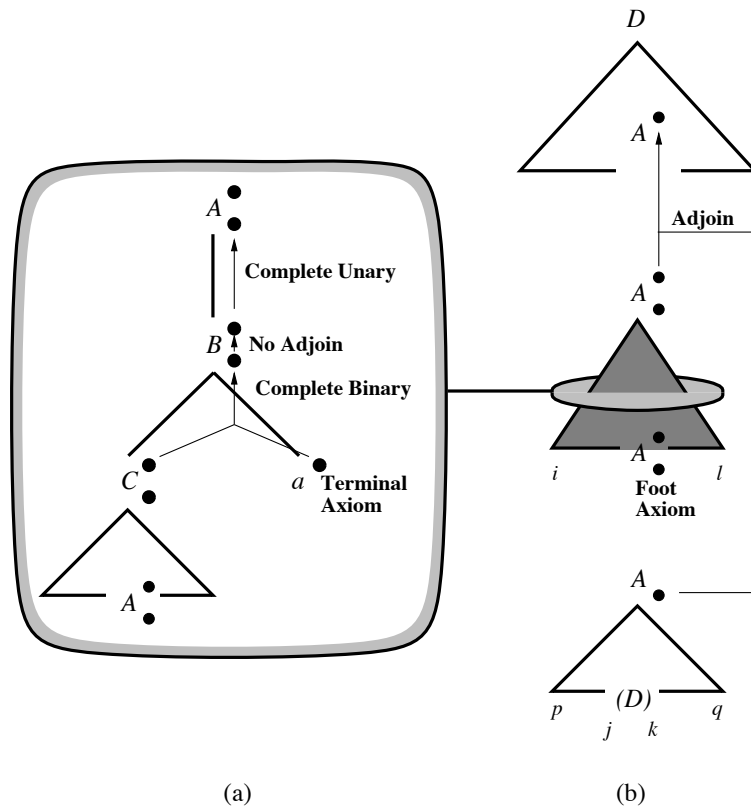 A
Complete Unary
B
No Adjoin
Complete Binary
C
a
Terminal
Axiom
A
(a)
D
A
Adjoin
A
A
i
l
Foot
Axiom
A
p
(D)
q
j
k
(b)